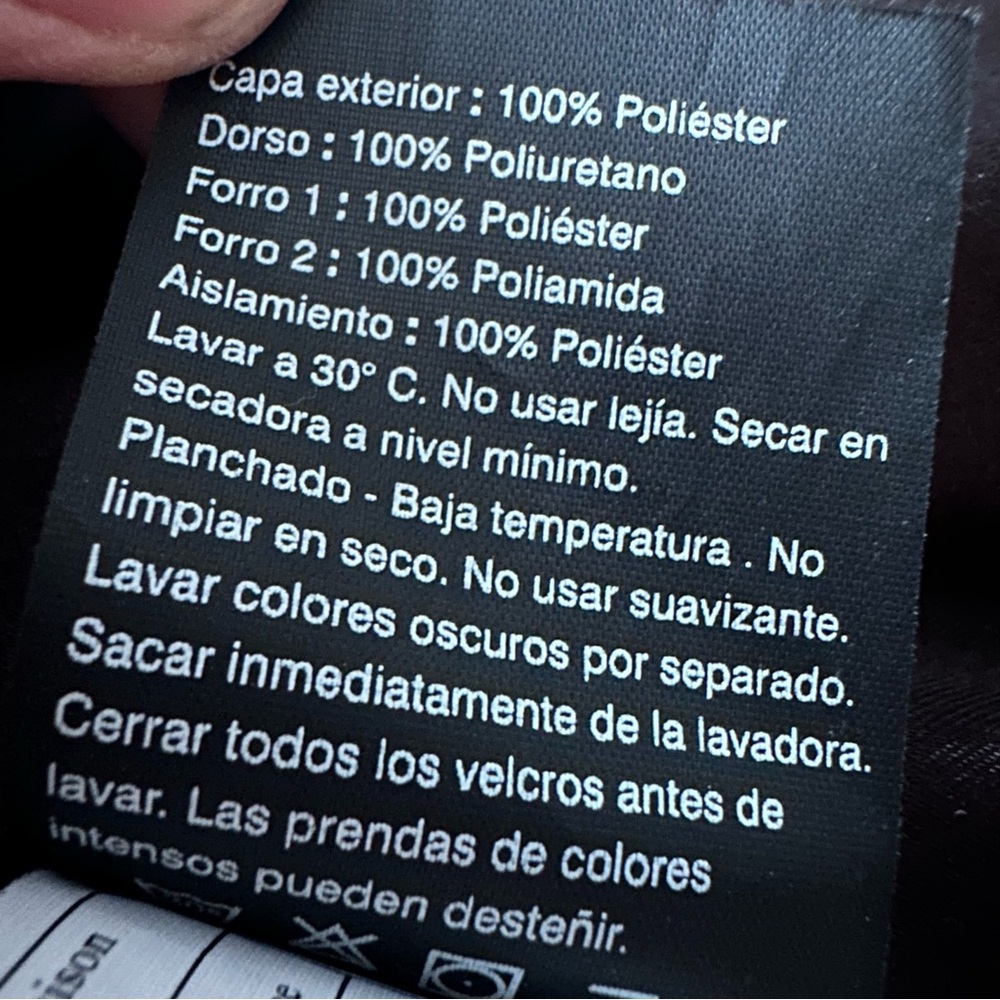 Capa exterior : 100% Poliéster
Dorso : 100% Poliuretano
Forro 1 : 100% Poliéster
Forro 2 : 100% Poliamida
Aislamiento : 100% Poliéster
Lavar a 30° C. No usar lejía. Secar en
secadora a nivel mínimo.
Planchado - Baja temperatura . No
limpiar en seco. No usar suavizante.
Lavar colores oscuros por separado.
Sacar inmediatamente de la lavadora.
Cerrar todos los velcros antes de
lavar. Las prendas de colores
intensos pueden desteñir.